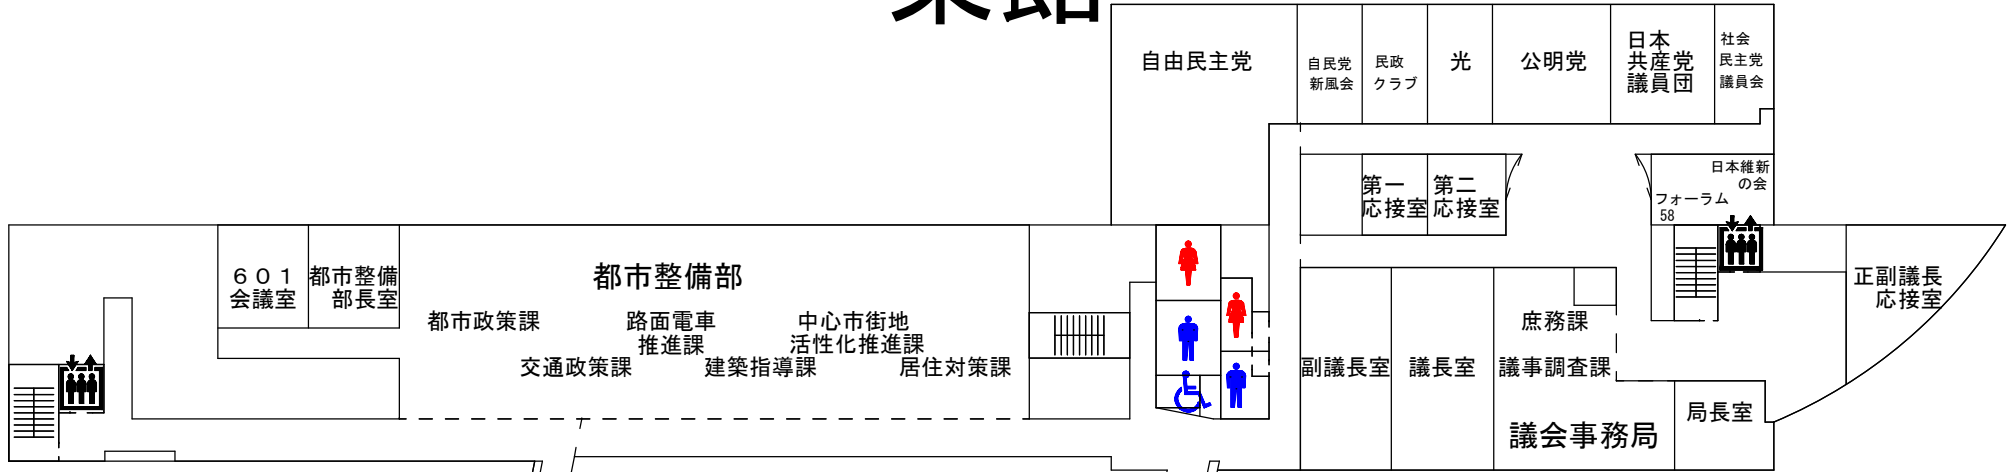 自由民主党
自民党
新風会
民政
クラブ
光
公明党
日本
共産党
議員団
社会
民主党
議員会
第一
応接室
第二
応接室
日本維新
の会
フォーラム
58
601
会議室
都市整備
部長室
都市整備部
都市政策課
路面電車
推進課
中心市街地
活性化推進課
交通政策課
建築指導課
居住対策課
副議長室
議長室
庶務課
議事調査課
議会事務局
局長室
正副議長
応接室